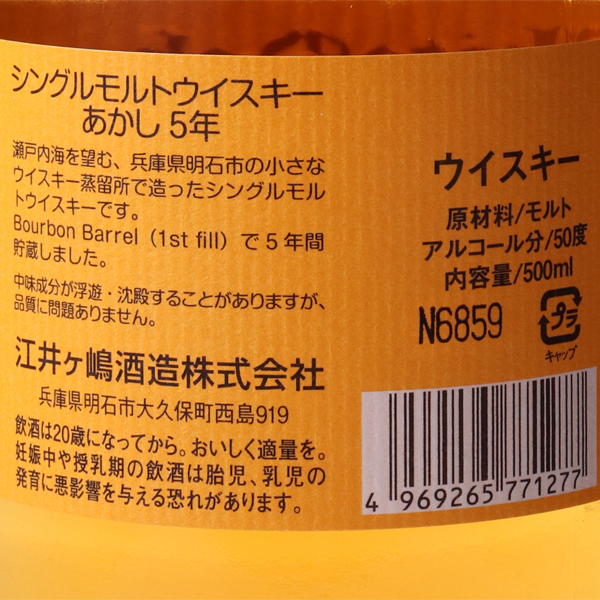 シングルモルトウイスキー
あかし 5年
瀬戸内海を望む、兵庫県明石市の小さな
ウイスキー蒸留所で造ったシングルモル
トウイスキーです。
Bourbon Barrel（1st fill）で5年間
貯蔵しました。
中味成分が浮遊・沈殿することがありますが、
品質に問題ありません。
江井ヶ嶋酒造株式会社
兵庫県明石市大久保町西島919
飲酒は20歳になってから。おいしく適量を。
妊娠中や授乳期の飲酒は胎児、乳児の
発育に悪影響を与える恐れがあります。
ウイスキー
原材料/モルト
アルコール分/50度
内容量/500ml
N6859
プラ
キャップ
4 969265 771277